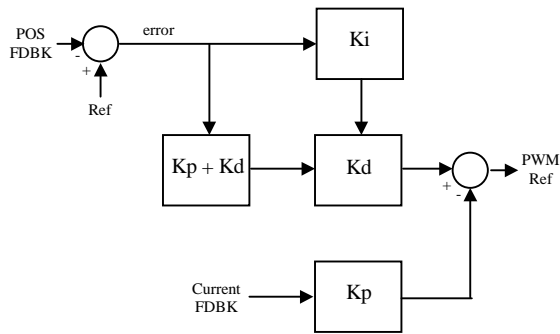 POS
FDBK
-
+
error
Ref
Ki
Kp + Kd
Kd
+
-
PWM
Ref
Current
FDBK
Kp